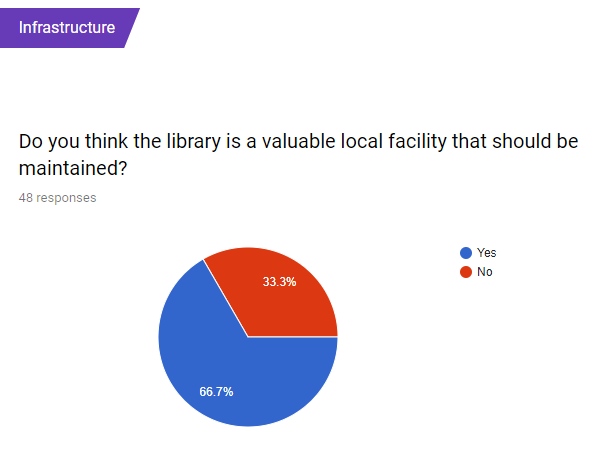 Infrastructure
Do you think the library is a valuable local facility that should be
maintained?
48 responses
Yes
No
33.3%
66.7%